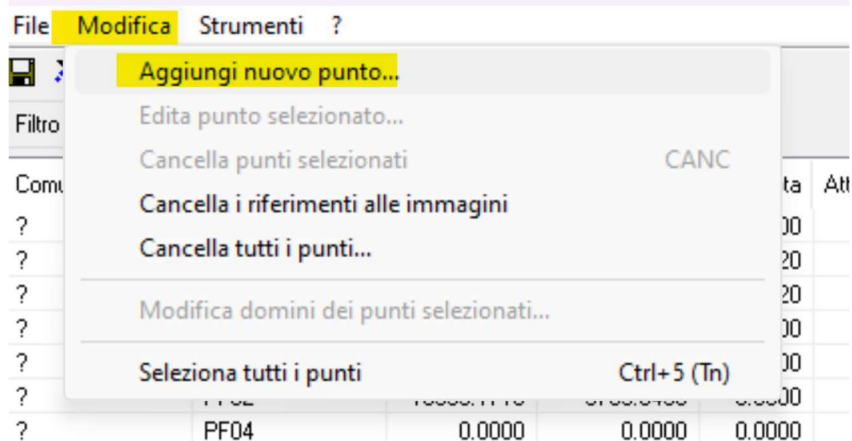 File Modifica Strumenti ?
Aggiungi nuovo punto...
Filtro Edita punto selezionato...
Cancella punti selezionati CANC
Cancella i riferimenti alle immagini
Cancella tutti i punti...
Modifica domini dei punti selezionati...
Seleziona tutti i punti Ctrl+5 (Tn)
?
?
?
?
?
?
? PF04 0.0000 0.0000 0.0000